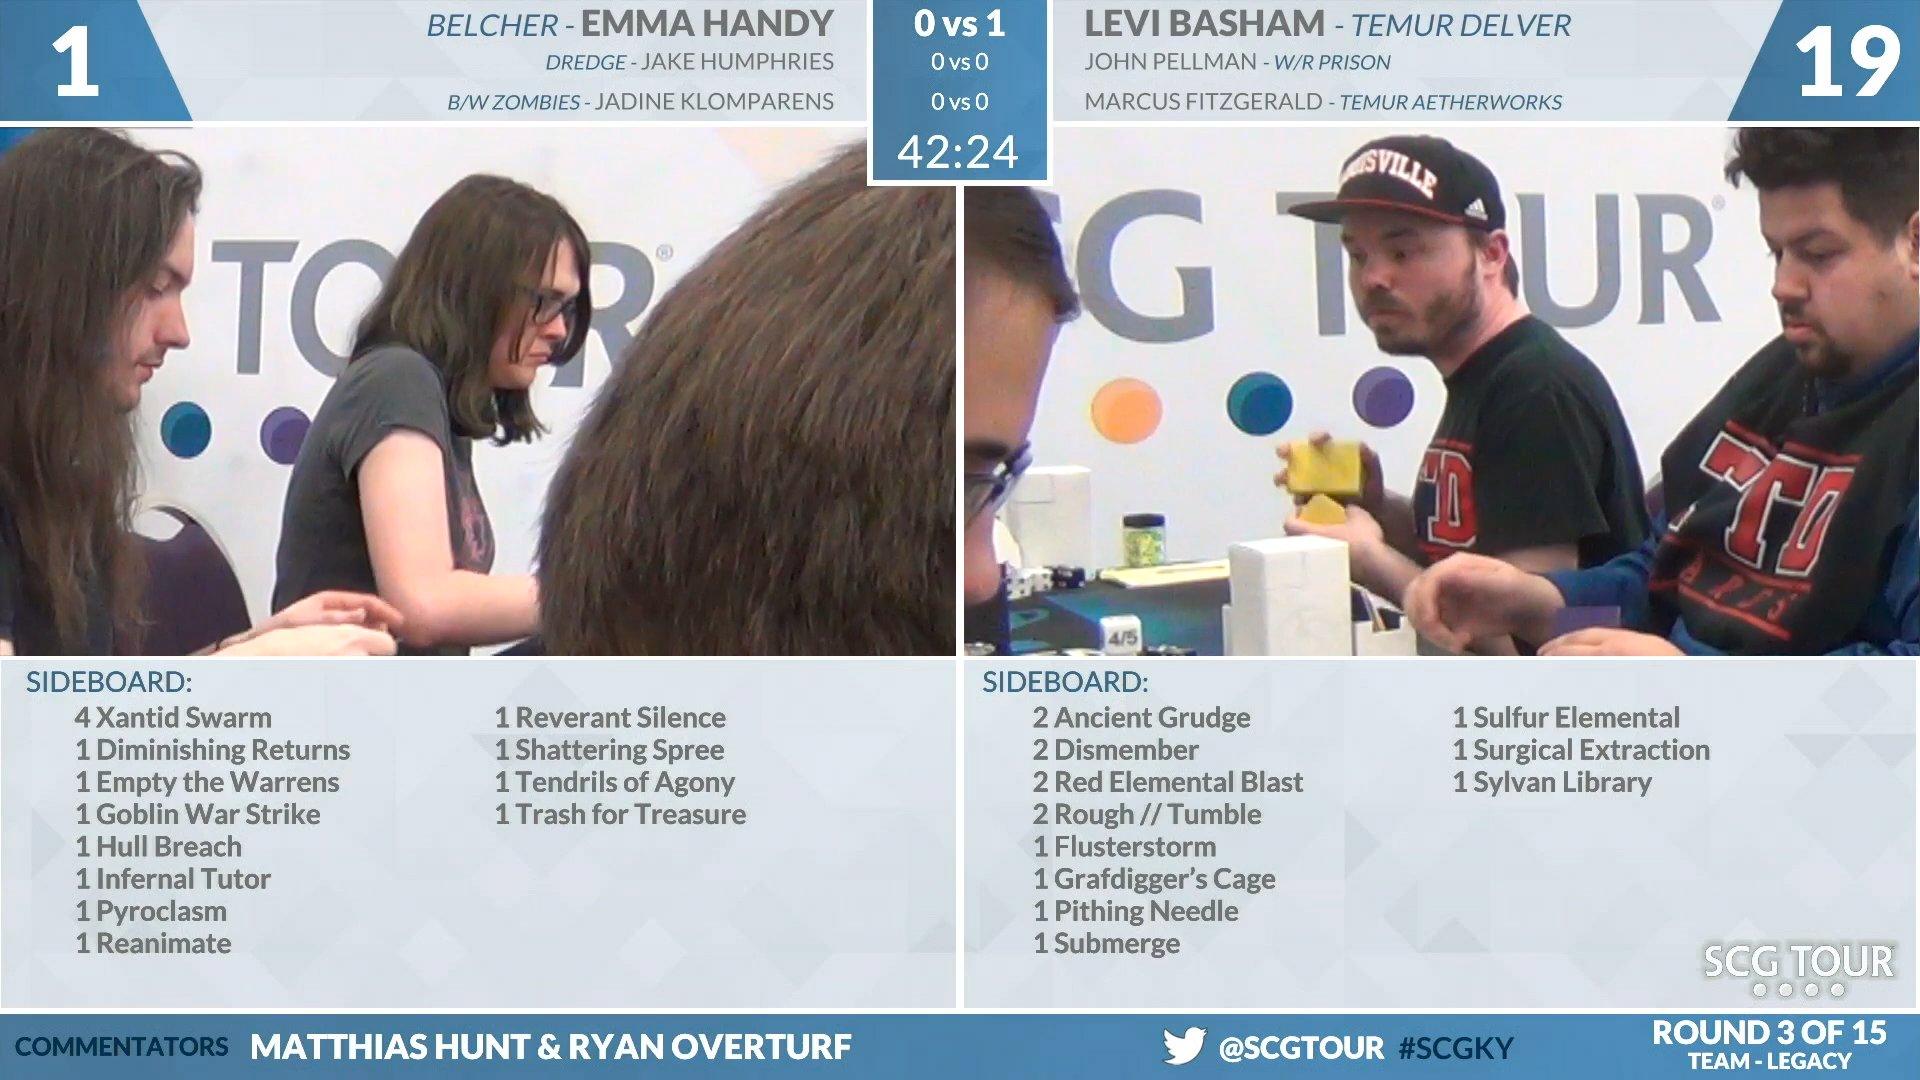 1
BELCHER - EMMA HANDY
DREDGE - JAKE HUMPHRIES
B/W ZOMBIES - JADINE KLOMPARENS
0 vs 1
0 vs 0
0 vs 0
42:24
LEVI BASHAM - TEMUR DELVER
JOHN PELLMAN - W/R PRISON
MARCUS FITZGERALD - TEMUR AETHERWORKS
19
TOUR®
G TOUR®
4/5
SIDEBOARD:
4 Xantid Swarm
1 Diminishing Returns
1 Empty the Warrens
1 Goblin War Strike
1 Hull Breach
1 Infernal Tutor
1 Pyroclasm
1 Reanimate
1 Reverant Silence
1 Shattering Spree
1 Tendrils of Agony
1 Trash for Treasure
SIDEBOARD:
2 Ancient Grudge
2 Dismember
2 Red Elemental Blast
2 Rough // Tumble
1 Flusterstorm
1 Grafdigger's Cage
1 Pithing Needle
1 Submerge
1 Sulfur Elemental
1 Surgical Extraction
1 Sylvan Library
SCG TOUR
COMMENTATORS MATTHIAS HUNT & RYAN OVERTURF
@SCGTOUR #SCGKY
ROUND 3 OF 15
TEAM - LEGACY